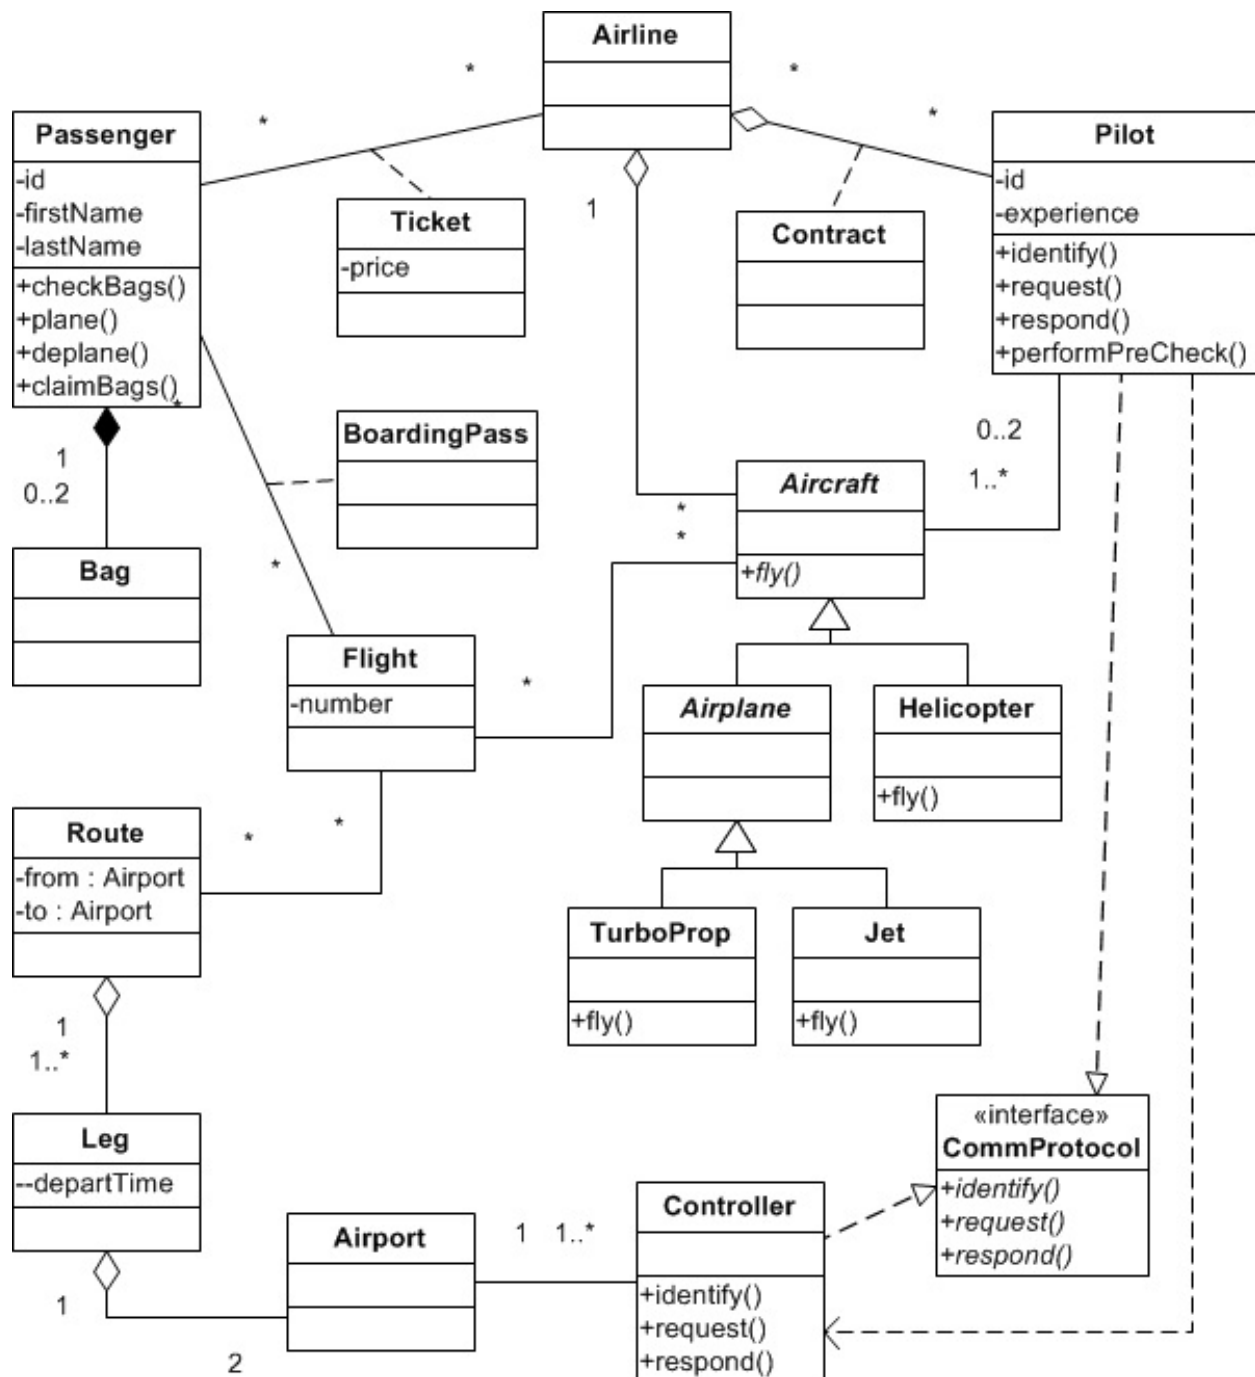 Airline
*
*
*
*
Passenger
-id
-firstName
-lastName
+checkBags()
+plane()
+deplane()
+claimBags()
*
Ticket
-price
1
Contract
Pilot
-id
-experience
+identify()
+request()
+respond()
+performPreCheck()
BoardingPass
1
0..2
0..2
1..*
Aircraft
+fly()
*
*
Bag
*
Flight
-number
*
Airplane
Helicopter
+fly()
Route
-from : Airport
-to : Airport
*
*
TurboProp
+fly()
Jet
+fly()
1
1..*
Leg
--departTime
«interface»
CommProtocol
+identify()
+request()
+respond()
Airport
1
1..*
Controller
+identify()
+request()
+respond()
1
2